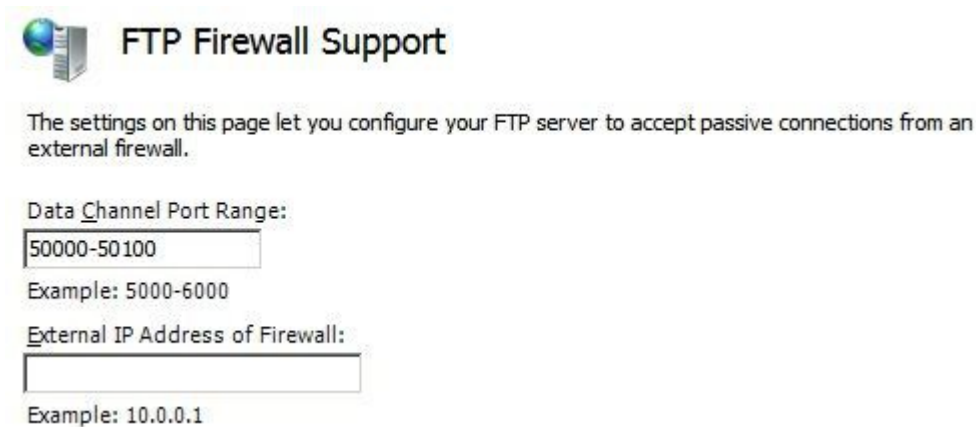 FTP Firewall Support
The settings on this page let you configure your FTP server to accept passive connections from an
external firewall.
Data Channel Port Range:
50000-50100
Example: 5000-6000
External IP Address of Firewall:
Example: 10.0.0.1